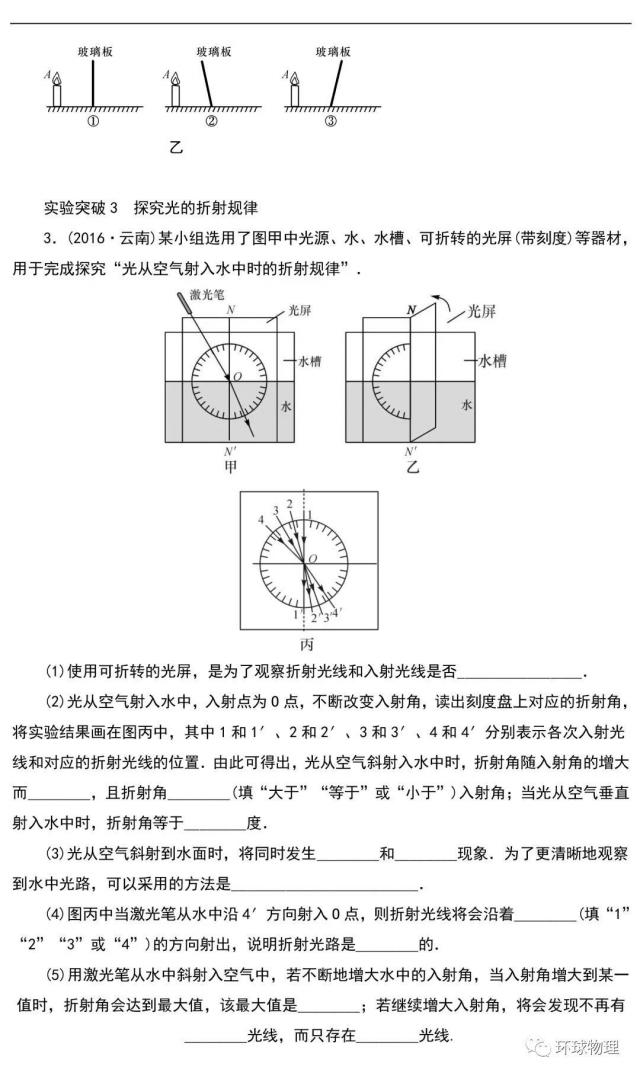 玻璃板 玻璃板 玻璃板
A A A
① ② ③
乙
实验突破3 探究光的折射规律
3．(2016·云南)某小组选用了图甲中光源、水、水槽、可折转的光屏(带刻度)等器材，
用于完成探究“光从空气射入水中时的折射规律”．
激光笔 N 光屏 水槽 O 水 N′ 甲
N 光屏 水槽 水 N′ 乙
4 3 2 1 O 1′ 2′ 3′ 4′
丙
(1)使用可折转的光屏，是为了观察折射光线和入射光线是否________________．
(2)光从空气射入水中，入射点为O点，不断改变入射角，读出刻度盘上对应的折射角，
将实验结果画在图丙中，其中1和1′、2和2′、3和3′、4和4′分别表示各次入射光
线和对应的折射光线的位置．由此可得出，光从空气斜射入水中时，折射角随入射角的增大
而________，且折射角________(填“大于”“等于”或“小于”)入射角；当光从空气垂直
射入水中时，折射角等于________度．
(3)光从空气斜射到水面时，将同时发生________和________现象．为了更清晰地观察
到水中光路，可以采用的方法是________________________．
(4)图丙中当激光笔从水中沿4′方向射入O点，则折射光线将会沿着________(填“1”
“2”“3”或“4”)的方向射出，说明折射光路是________的．
(5)用激光笔从水中斜射入空气中，若不断地增大水中的入射角，当入射角增大到某一
值时，折射角会达到最大值，该最大值是________；若继续增大入射角，将会发现不再有
________光线，而只存在________光线.
环球物理